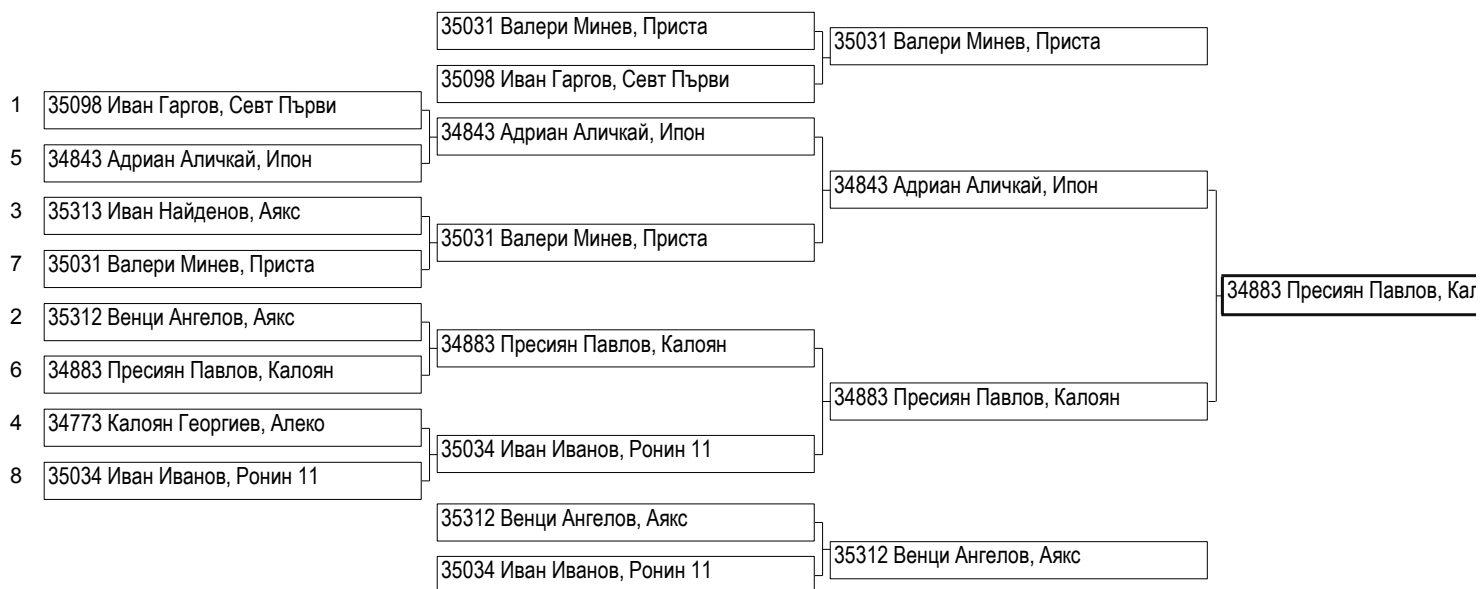 35031 Валери Минев, Приста
35031 Валери Минев, Приста
35098 Иван Гаргов, Севт Първи
1 35098 Иван Гаргов, Севт Първи
34843 Адриан Аличкай, Ипон
5 34843 Адриан Аличкай, Ипон
34843 Адриан Аличкай, Ипон
3 35313 Иван Найденов, Аякс
35031 Валери Минев, Приста
7 35031 Валери Минев, Приста
34883 Пресиян Павлов, Кал
2 35312 Венци Ангелов, Аякс
34883 Пресиян Павлов, Калоян
6 34883 Пресиян Павлов, Калоян
34883 Пресиян Павлов, Калоян
4 34773 Калоян Георгиев, Алеко
35034 Иван Иванов, Ронин 11
8 35034 Иван Иванов, Ронин 11
35312 Венци Ангелов, Аякс
35312 Венци Ангелов, Аякс
35034 Иван Иванов, Ронин 11